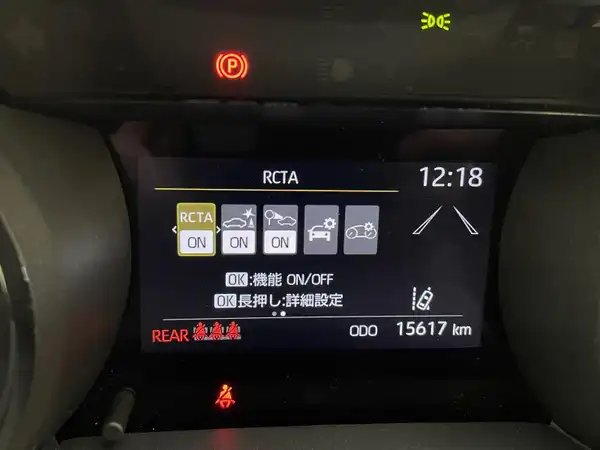 P
RCTA
12:18
RCTA
ON ON ON
OK:機能 ON/OFF
OK長押し:詳細設定
REAR
ODO 15617 km